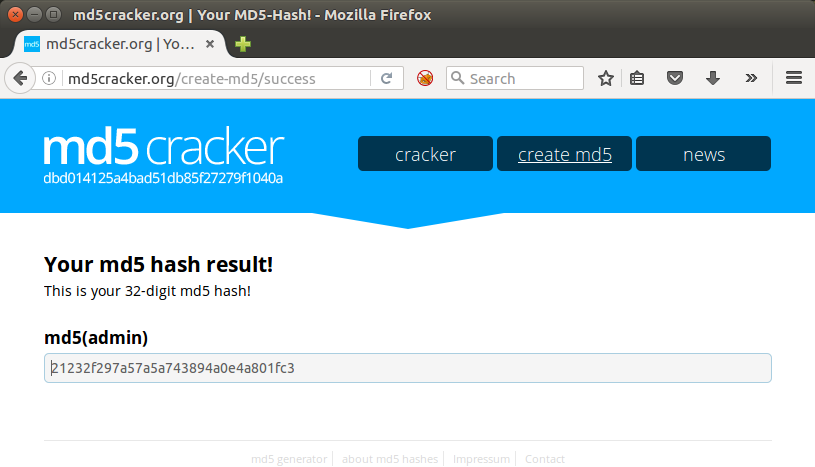 md5cracker.org | Your MD5-Hash! - Mozilla Firefox
md5 md5cracker.org | Yo...
md5cracker.org/create-md5/success Search
md5 cracker
dbd014125a4bad51db85f27279f1040a
cracker create md5 news
Your md5 hash result!
This is your 32-digit md5 hash!
md5(admin)
21232f297a57a5a743894a0e4a801fc3
md5 generator | about md5 hashes | Impressum | Contact